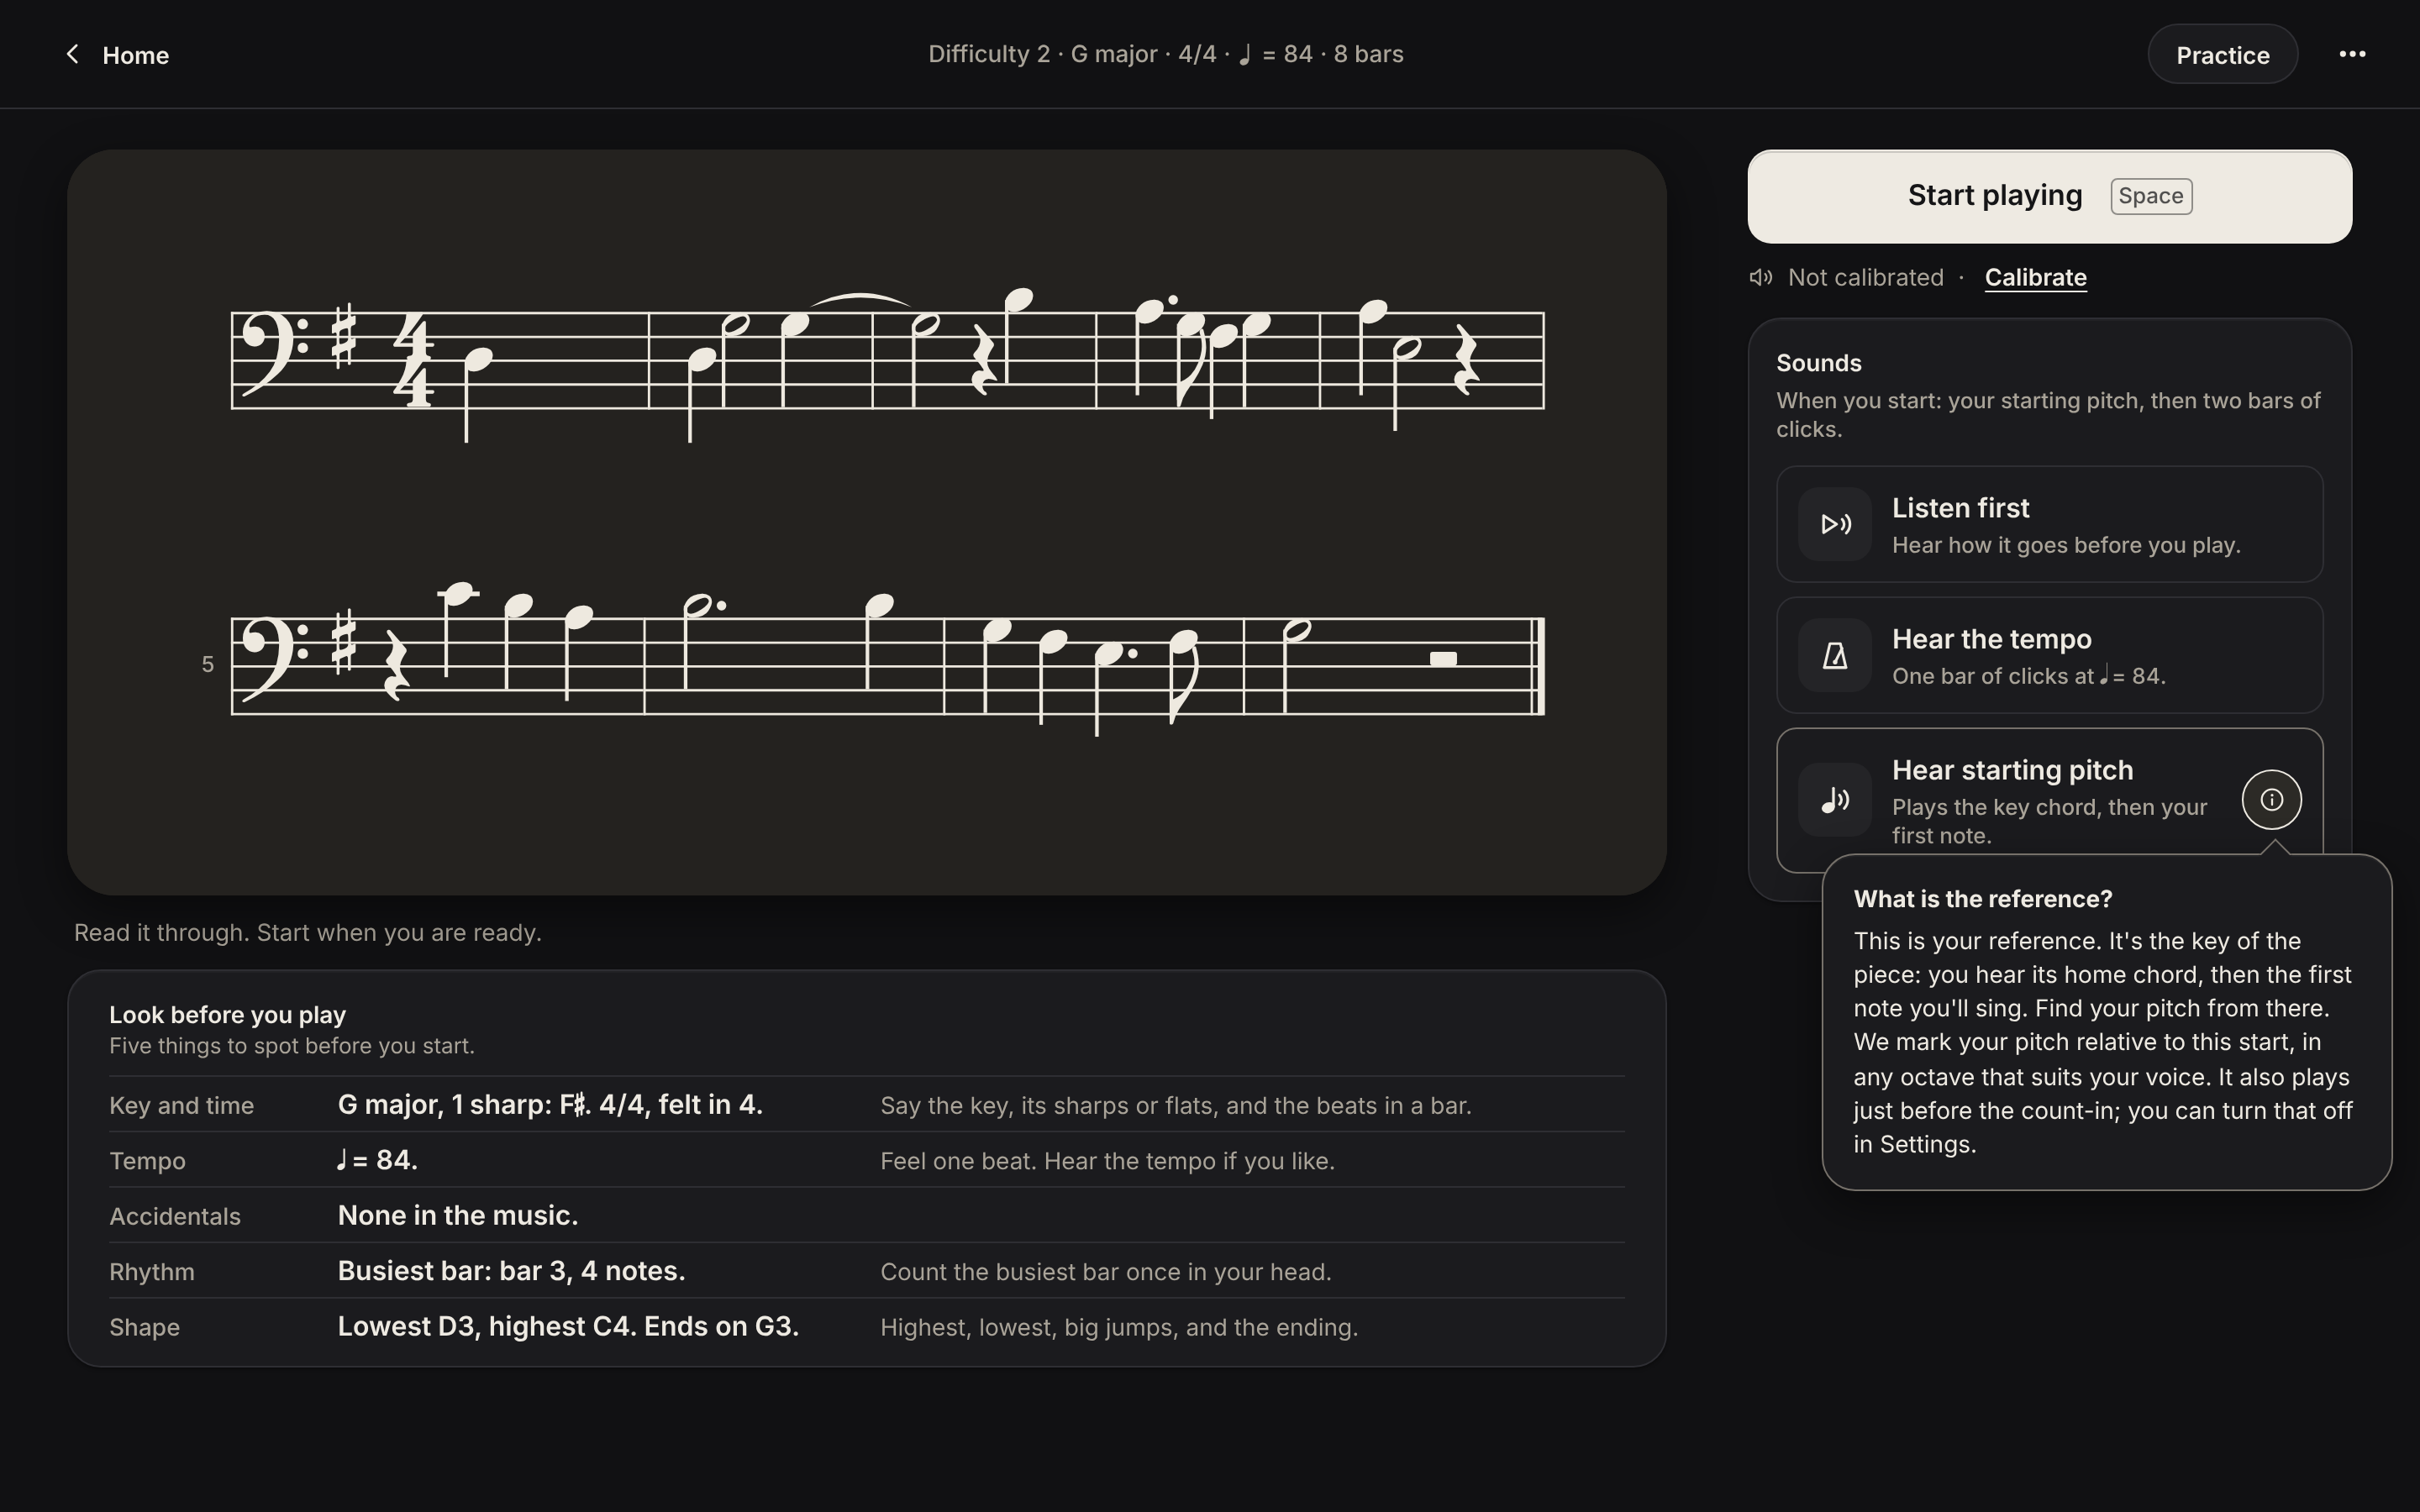 Home
Difficulty 2 · G major · 4/4 · ♩ = 84 · 8 bars
Practice
Start playing
Space
Not calibrated · Calibrate
Sounds
When you start: your starting pitch, then two bars of
clicks.
Listen first
Hear how it goes before you play.
Hear the tempo
One bar of clicks at ♩ = 84.
Hear starting pitch
Plays the key chord, then your
first note.
What is the reference?
This is your reference. It's the key of the
piece: you hear its home chord, then the first
note you'll sing. Find your pitch from there.
We mark your pitch relative to this start, in
any octave that suits your voice. It also plays
just before the count-in; you can turn that off
in Settings.
4
4
5
Read it through. Start when you are ready.
Look before you play
Five things to spot before you start.
Key and time G major, 1 sharp: F♯. 4/4, felt in 4. Say the key, its sharps or flats, and the beats in a bar.
Tempo ♩ = 84. Feel one beat. Hear the tempo if you like.
Accidentals None in the music.
Rhythm Busiest bar: bar 3, 4 notes. Count the busiest bar once in your head.
Shape Lowest D3, highest C4. Ends on G3. Highest, lowest, big jumps, and the ending.